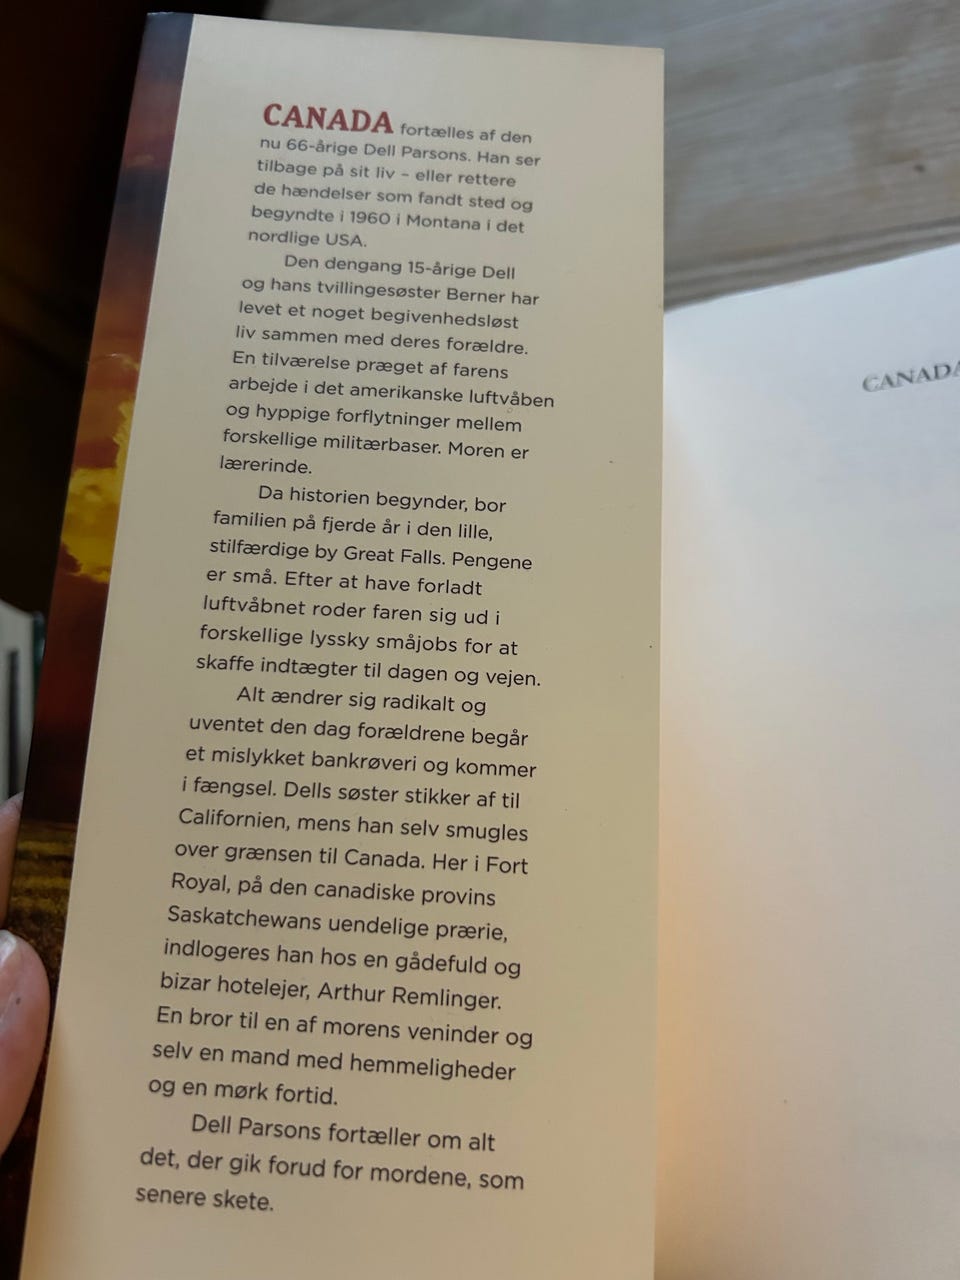 CANADA fortælles af den
nu 66-årige Dell Parsons. Han ser
tilbage på sit liv – eller rettere
de hændelser som fandt sted og
begyndte i 1960 i Montana i det
nordlige USA.
Den dengang 15-årige Dell
og hans tvillingesøster Berner har
levet et noget begivenhedsløst
liv sammen med deres forældre.
En tilværelse præget af farens
arbejde i det amerikanske luftvåben
og hyppige forflytninger mellem
forskellige militærbaser. Moren er
lærerinde.
Da historien begynder, bor
familien på fjerde år i den lille,
stilfærdige by Great Falls. Pengene
er små. Efter at have forladt
luftvåbnet roder faren sig ud i
forskellige lyssky småjobs for at
skaffe indtægter til dagen og vejen.
Alt ændrer sig radikalt og
uventet den dag forældrene begår
et mislykket bankrøveri og kommer
i fængsel. Dells søster stikker af til
Californien, mens han selv smugles
over grænsen til Canada. Her i Fort
Royal, på den canadiske provins
Saskatchewans uendelige prærie,
indlogeres han hos en gådefuld og
bizar hotelejer, Arthur Remlinger.
En bror til en af morens veninder og
selv en mand med hemmeligheder
og en mørk fortid.
Dell Parsons fortæller om alt
det, der gik forud for mordene, som
senere skete.
CANADA